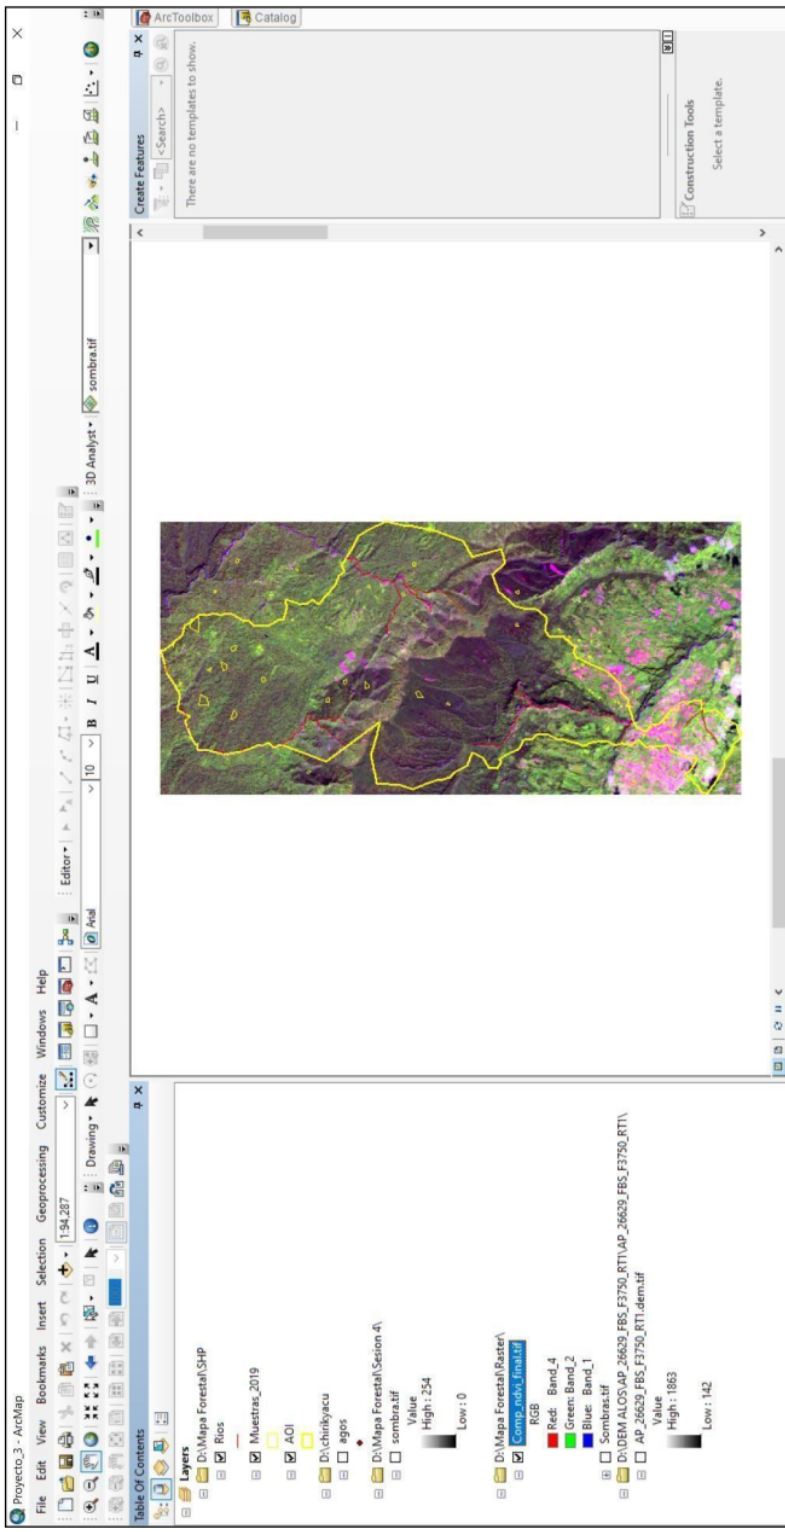 Proyecto_3 - ArcMap
File Edit View Bookmarks Insert Selection Geoprocessing Customize Windows Help
1:94,287
Editor
Drawing
Arial
10
B I U A
3D Analyst
sombra.tif
Table Of Contents
Layers
D:\Mapa Forestal\SHP
Rios
Muestras_2019
AOI
D:\chirikyacu
agos
D:\Mapa Forestal\Sesion 4\
sombra.tif
Value
High : 254
Low : 0
D:\Mapa Forestal\Raster\
Comp_ndvi_final.tif
RGB
Red: Band_4
Green: Band_2
Blue: Band_1
Sombras.tif
D:\DEM ALOS\AP_26629_FBS_F3750_RT1\AP_26629_FBS_F3750_RT1\
AP_26629_FBS_F3750_RT1.dem.tif
Value
High : 1863
Low : 142
Create Features
<Search>
There are no templates to show.
Construction Tools
Select a template.
ArcToolbox
Catalog